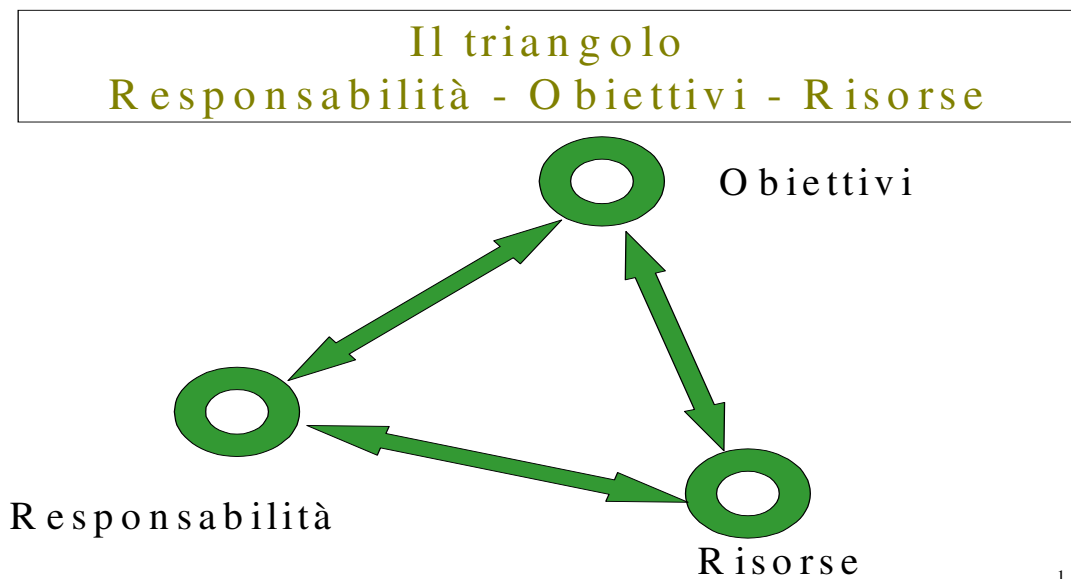 Il triangolo
Responsabilità - Obiettivi - Risorse
Obiettivi
Responsabilità
Risorse
1